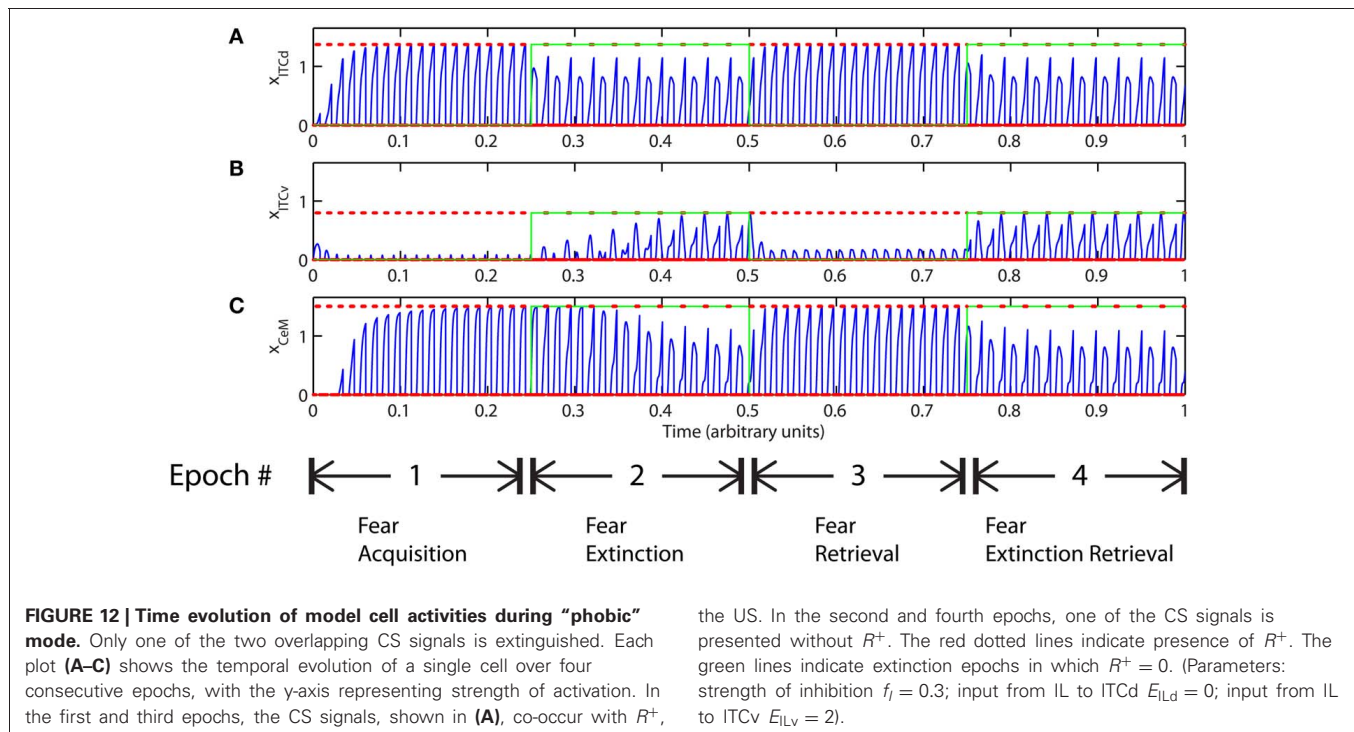 A
x_ITCd
1
0
0 0.1 0.2 0.3 0.4 0.5 0.6 0.7 0.8 0.9 1
B
x_ITCv
1
0
0 0.1 0.2 0.3 0.4 0.5 0.6 0.7 0.8 0.9 1
C
x_CeM
1
0
0 0.1 0.2 0.3 0.4 0.5 0.6 0.7 0.8 0.9 1
Time (arbitrary units)
Epoch # 1 2 3 4
Fear Fear Fear Fear
Acquisition Extinction Retrieval Extinction Retrieval
FIGURE 12 | Time evolution of model cell activities during “phobic”
mode. Only one of the two overlapping CS signals is extinguished. Each
plot (A–C) shows the temporal evolution of a single cell over four
consecutive epochs, with the y-axis representing strength of activation. In
the first and third epochs, the CS signals, shown in (A), co-occur with R⁺,
the US. In the second and fourth epochs, one of the CS signals is
presented without R⁺. The red dotted lines indicate presence of R⁺. The
green lines indicate extinction epochs in which R⁺ = 0. (Parameters:
strength of inhibition f_I = 0.3; input from IL to ITCd E_ILd = 0; input from IL
to ITCv E_ILv = 2).